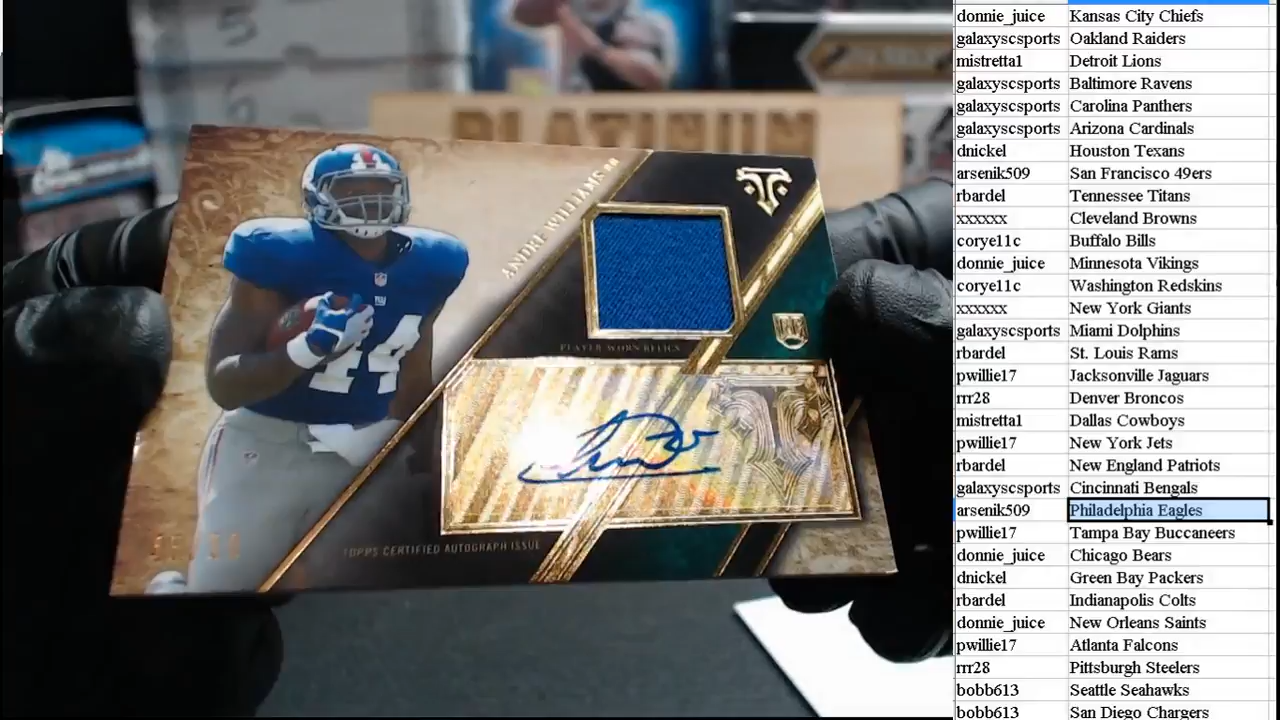 PLATINUM
ANDRE WILLIAMS RB
PLAYER WORN RELICS
44
TOPPS CERTIFIED AUTOGRAPH ISSUE
donnie_juice Kansas City Chiefs
galaxyscsports Oakland Raiders
mistretta1 Detroit Lions
galaxyscsports Baltimore Ravens
galaxyscsports Carolina Panthers
galaxyscsports Arizona Cardinals
dnickel Houston Texans
arsenik509 San Francisco 49ers
rbardel Tennessee Titans
xxxxxx Cleveland Browns
corye11c Buffalo Bills
donnie_juice Minnesota Vikings
corye11c Washington Redskins
xxxxxx New York Giants
galaxyscsports Miami Dolphins
rbardel St. Louis Rams
pwillie17 Jacksonville Jaguars
rrr28 Denver Broncos
mistretta1 Dallas Cowboys
pwillie17 New York Jets
rbardel New England Patriots
galaxyscsports Cincinnati Bengals
arsenik509 Philadelphia Eagles
pwillie17 Tampa Bay Buccaneers
donnie_juice Chicago Bears
dnickel Green Bay Packers
rbardel Indianapolis Colts
donnie_juice New Orleans Saints
pwillie17 Atlanta Falcons
rrr28 Pittsburgh Steelers
bobb613 Seattle Seahawks
bobb613 San Diego Chargers